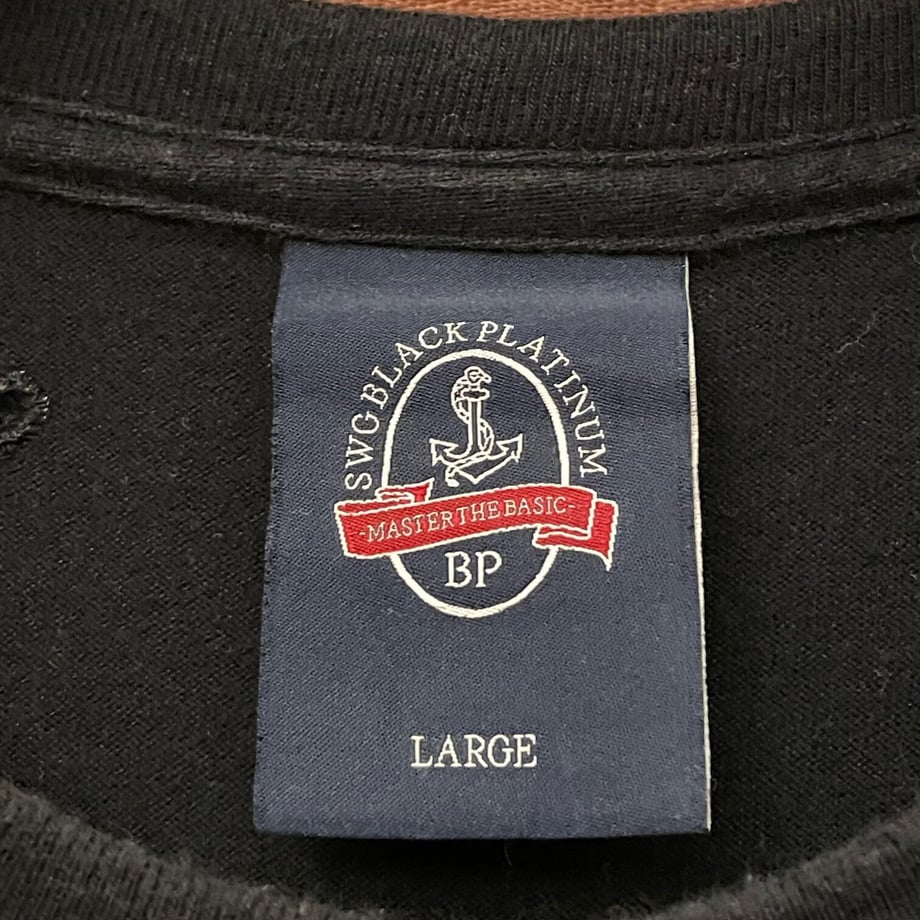 SWG BLACK PLATINUM
-MASTER THE BASIC-
BP
LARGE